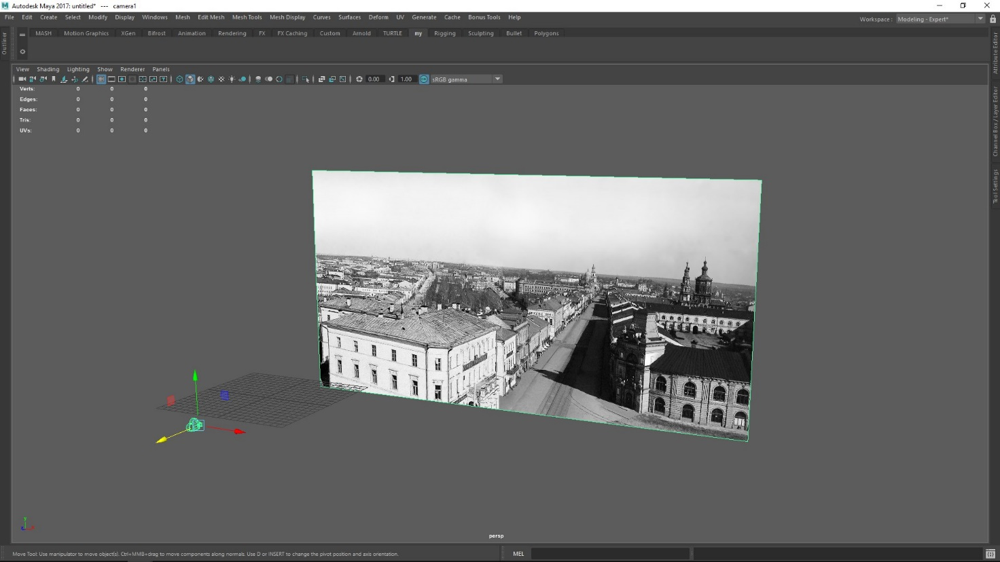 Autodesk Maya 2017: untitled* --- camera1
File Edit Create Select Modify Display Windows Mesh Edit Mesh Mesh Tools Mesh Display Curves Surfaces Deform UV Generate Cache Bonus Tools Help
Workspace : Modeling - Expert*
MASH Motion Graphics XGen Bifrost Animation Rendering FX FX Caching Custom Arnold TURTLE my Rigging Sculpting Bullet Polygons
Outliner
Attribute Editor
Channel Box / Layer Editor
Tool Settings
View Shading Lighting Show Renderer Panels
0.00 1.00 sRGB gamma
Verts: 0 0 0
Edges: 0 0 0
Faces: 0 0 0
Tris: 0 0 0
UVs: 0 0 0
persp
Move Tool: Use manipulator to move object(s). Ctrl+MMB+drag to move components along normals. Use D or INSERT to change the pivot position and axis orientation.
MEL